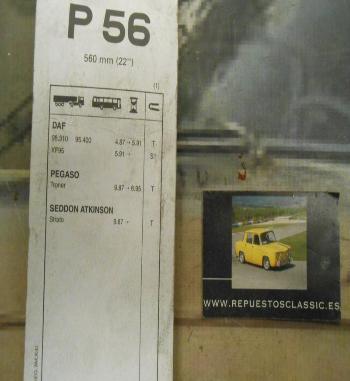 P 56
560 mm (22")
(1)
DAF
95.310 95.400 4.87 → 5.91 T
XF95 5.91 → S1
PEGASO
Troner 9.87 → 6.95 T
SEDDON ATKINSON
Strato 9.87 → T
WWW.REPUESTOSCLASSIC.ES